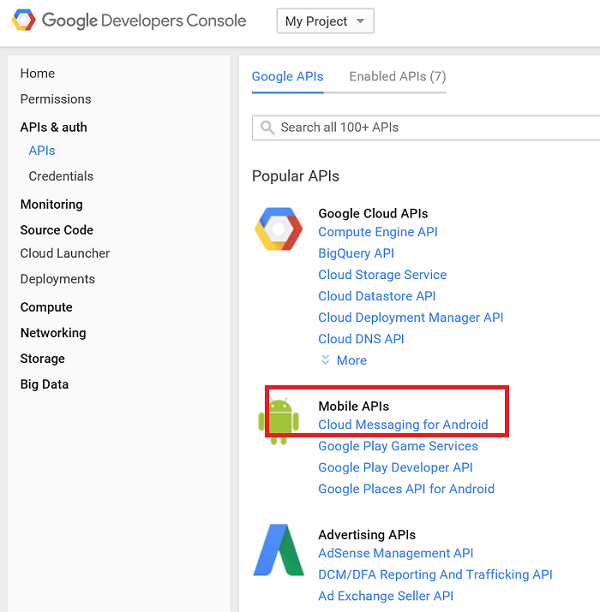 Google Developers Console
My Project
Home
Permissions
APIs & auth
APIs
Credentials
Monitoring
Source Code
Cloud Launcher
Deployments
Compute
Networking
Storage
Big Data
Google APIs
Enabled APIs (7)
Search all 100+ APIs
Popular APIs
Google Cloud APIs
Compute Engine API
BigQuery API
Cloud Storage Service
Cloud Datastore API
Cloud Deployment Manager API
Cloud DNS API
More
Mobile APIs
Cloud Messaging for Android
Google Play Game Services
Google Play Developer API
Google Places API for Android
Advertising APIs
AdSense Management API
DCM/DFA Reporting And Trafficking API
Ad Exchange Seller API